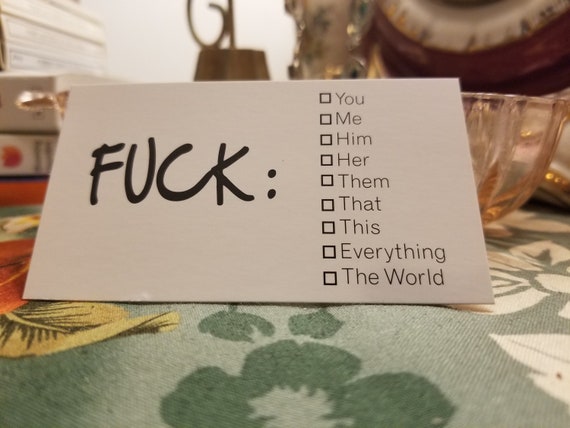 FUCK:
☐ You
☐ Me
☐ Him
☐ Her
☐ Them
☐ That
☐ This
☐ Everything
☐ The World